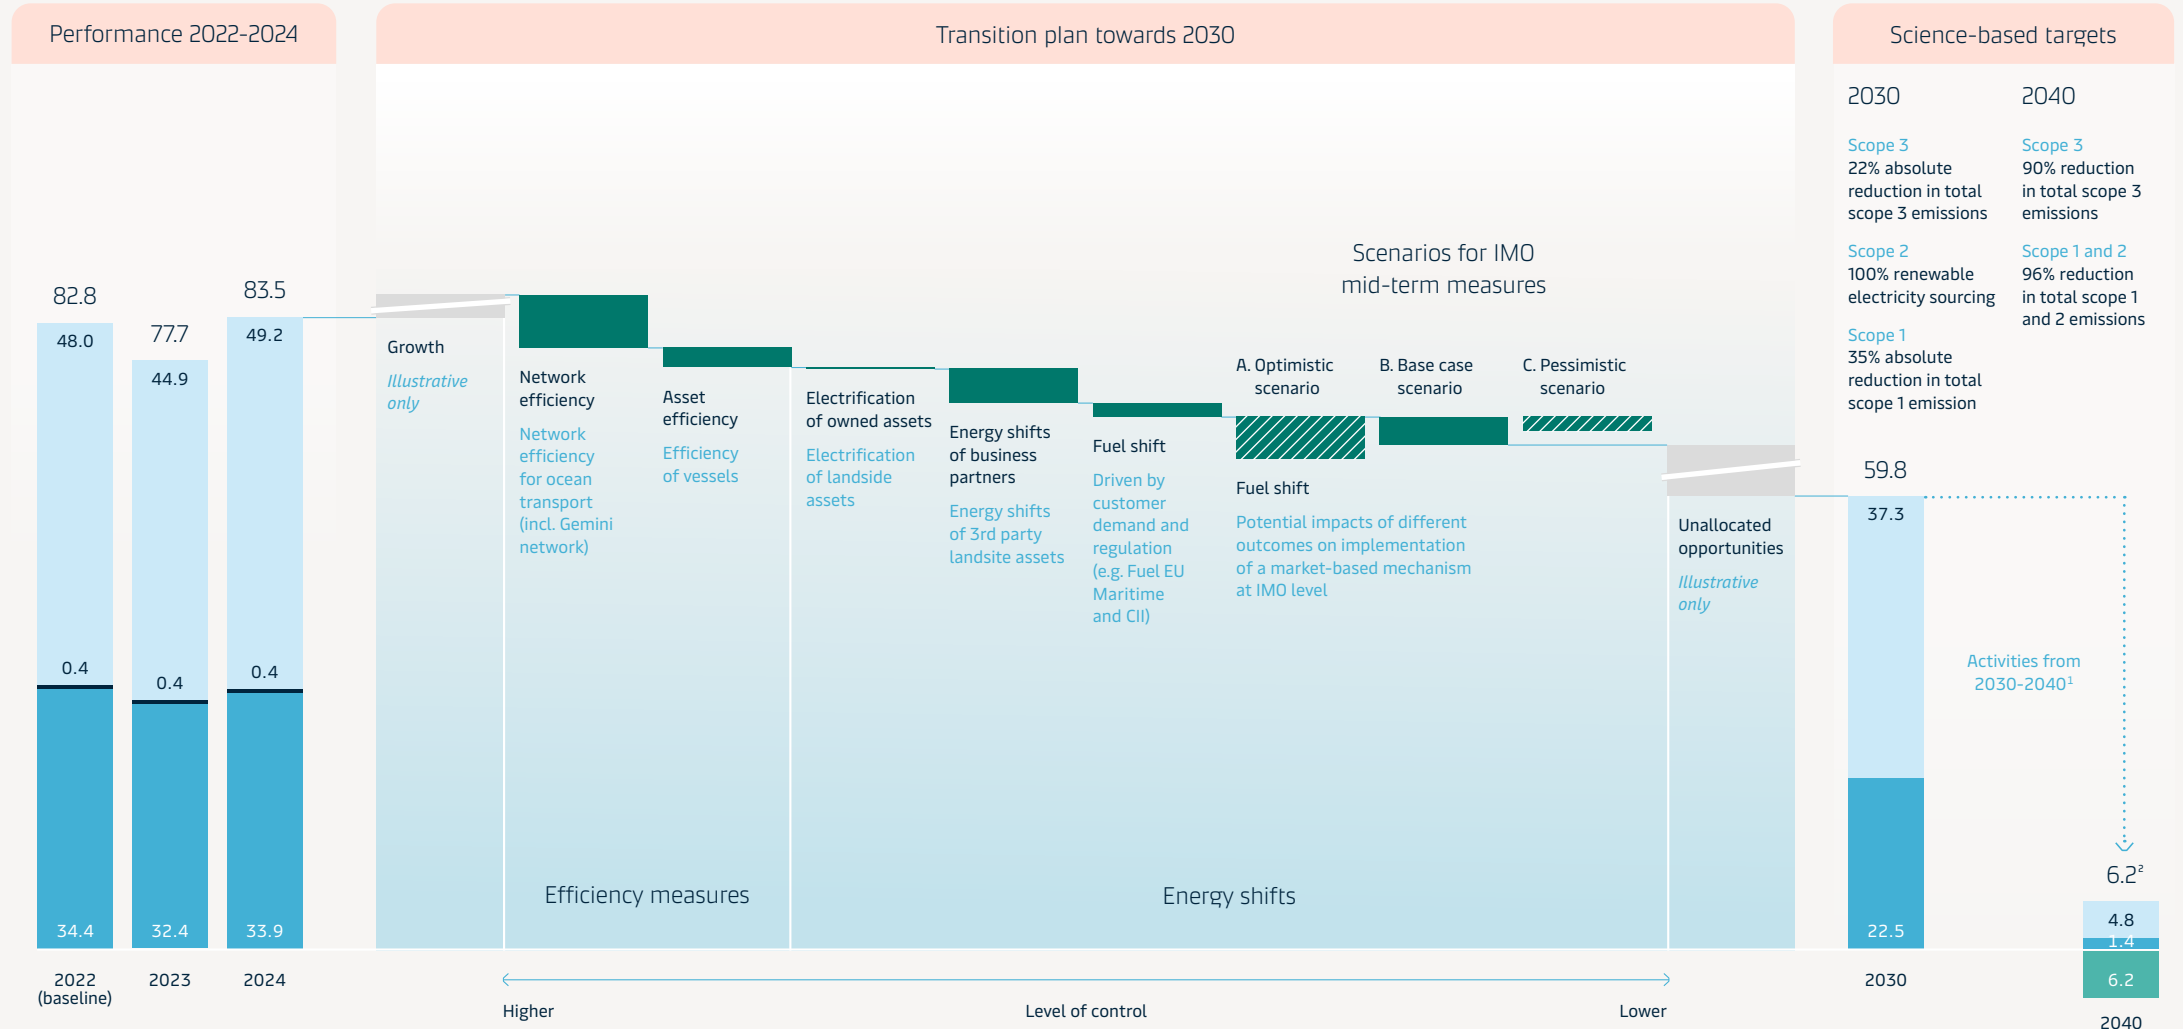 Performance 2022-2024
82.8
48.0
0.4
34.4
2022
(baseline)
77.7
44.9
0.4
32.4
2023
83.5
49.2
0.4
33.9
2024
Transition plan towards 2030
Growth
Illustrative
only
Network
efficiency
Network
efficiency
for ocean
transport
(incl. Gemini
network)
Asset
efficiency
Efficiency
of vessels
Efficiency measures
Electrification
of owned assets
Electrification
of landside
assets
Energy shifts
of business
partners
Energy shifts
of 3rd party
landsite assets
Fuel shift
Driven by
customer
demand and
regulation
(e.g. Fuel EU
Maritime
and CII)
Scenarios for IMO
mid-term measures
A. Optimistic
scenario
B. Base case
scenario
C. Pessimistic
scenario
Fuel shift
Potential impacts of different
outcomes on implementation
of a market-based mechanism
at IMO level
Energy shifts
Unallocated
opportunities
Illustrative
only
Higher
Level of control
Lower
Science-based targets
2030
Scope 3
22% absolute
reduction in total
scope 3 emissions
Scope 2
100% renewable
electricity sourcing
Scope 1
35% absolute
reduction in total
scope 1 emission
2040
Scope 3
90% reduction
in total scope 3
emissions
Scope 1 and 2
96% reduction
in total scope 1
and 2 emissions
59.8
37.3
22.5
2030
Activities from
2030-2040¹
6.2²
4.8
1.4
6.2
2040